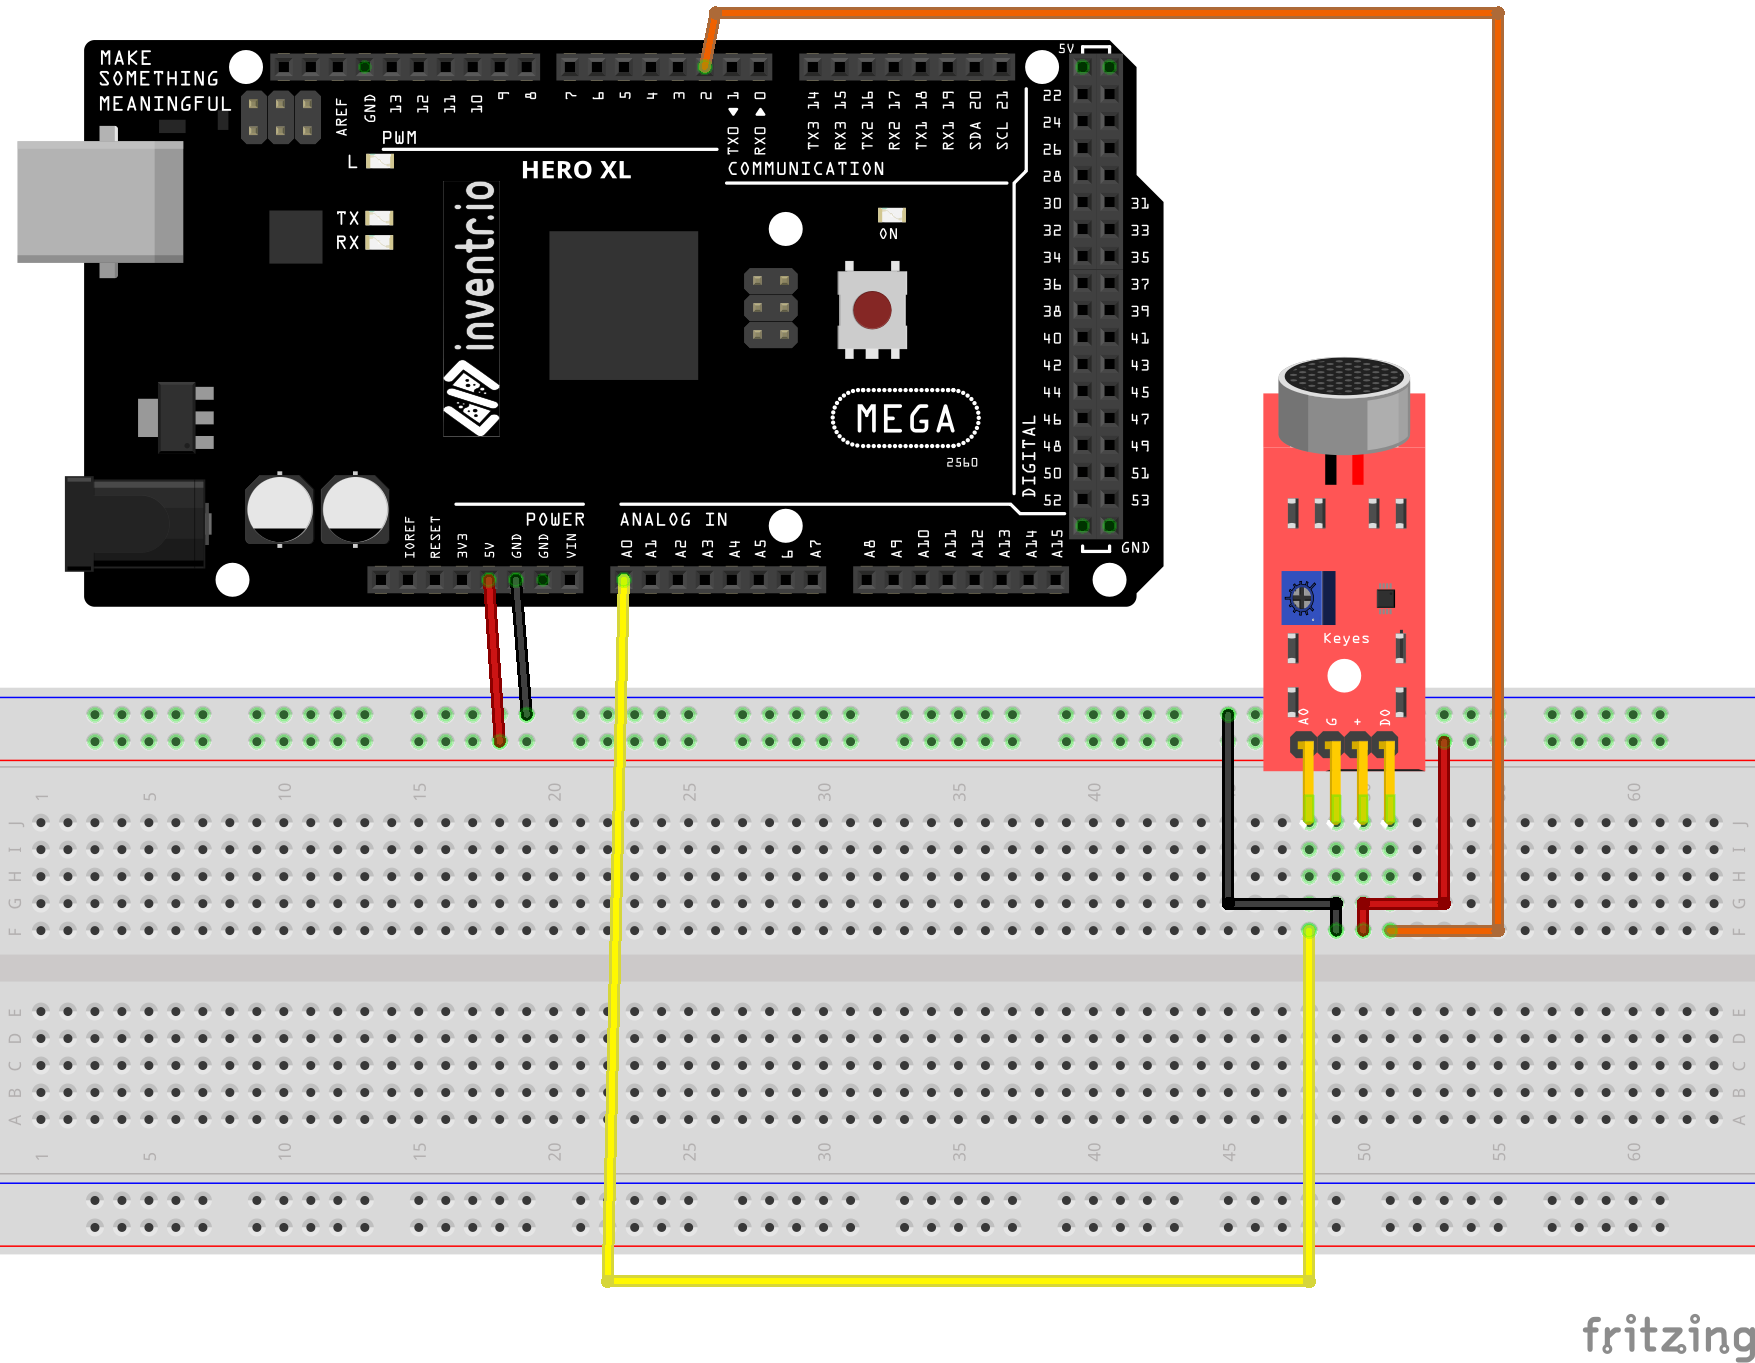 MAKE
SOMETHING
MEANINGFUL
AREF
GND
13
12
11
10
9
8
7
6
5
4
3
2
TX0 ◀ 1
RX0 ▶ 0
TX3 14
RX3 15
TX2 16
RX2 17
TX1 18
RX1 19
SDA 20
SCL 21
5V
PWM
L
HERO XL
COMMUNICATION
TX
RX
inventr.io
ON
MEGA
2560
DIGITAL
22
24
26
28
30 31
32 33
34 35
36 37
38 39
40 41
42 43
44 45
46 47
48 49
50 51
52 53
GND
POWER
ANALOG IN
IOREF
RESET
3V3
5V
GND
GND
VIN
A0
A1
A2
A3
A4
A5
6
A7
A8
A9
A10
A11
A12
A13
A14
A15
Keyes
A0
G
+
D0
1 5 10 15 20 25 30 35 40 60
J J
I I
H H
G G
F F
E E
D D
C C
B B
A A
1 5 10 15 20 25 30 35 40 45 50 55 60
fritzing